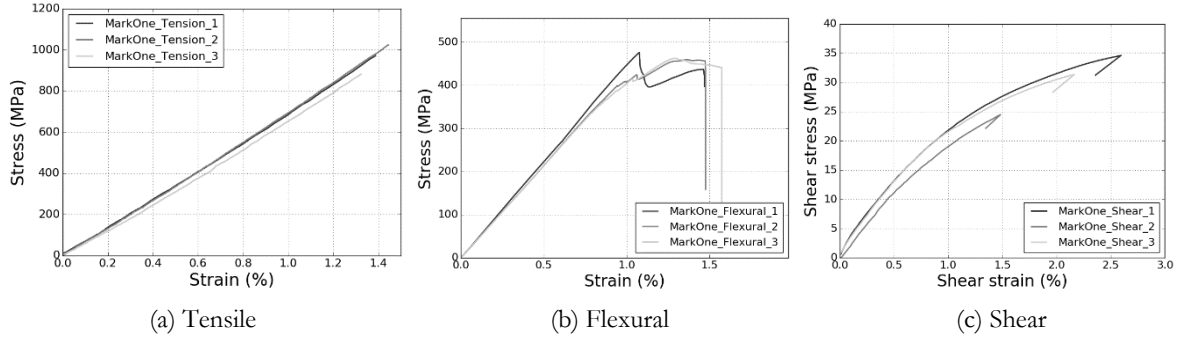 1200
1000
800
600
400
200
0
0.0 0.2 0.4 0.6 0.8 1.0 1.2 1.4
Stress (MPa)
Strain (%)
MarkOne_Tension_1
MarkOne_Tension_2
MarkOne_Tension_3
(a) Tensile
500
400
300
200
100
0
0.0 0.5 1.0 1.5
Stress (MPa)
Strain (%)
MarkOne_Flexural_1
MarkOne_Flexural_2
MarkOne_Flexural_3
(b) Flexural
40
35
30
25
20
15
10
5
0
0.0 0.5 1.0 1.5 2.0 2.5 3.0
Shear stress (MPa)
Shear strain (%)
MarkOne_Shear_1
MarkOne_Shear_2
MarkOne_Shear_3
(c) Shear